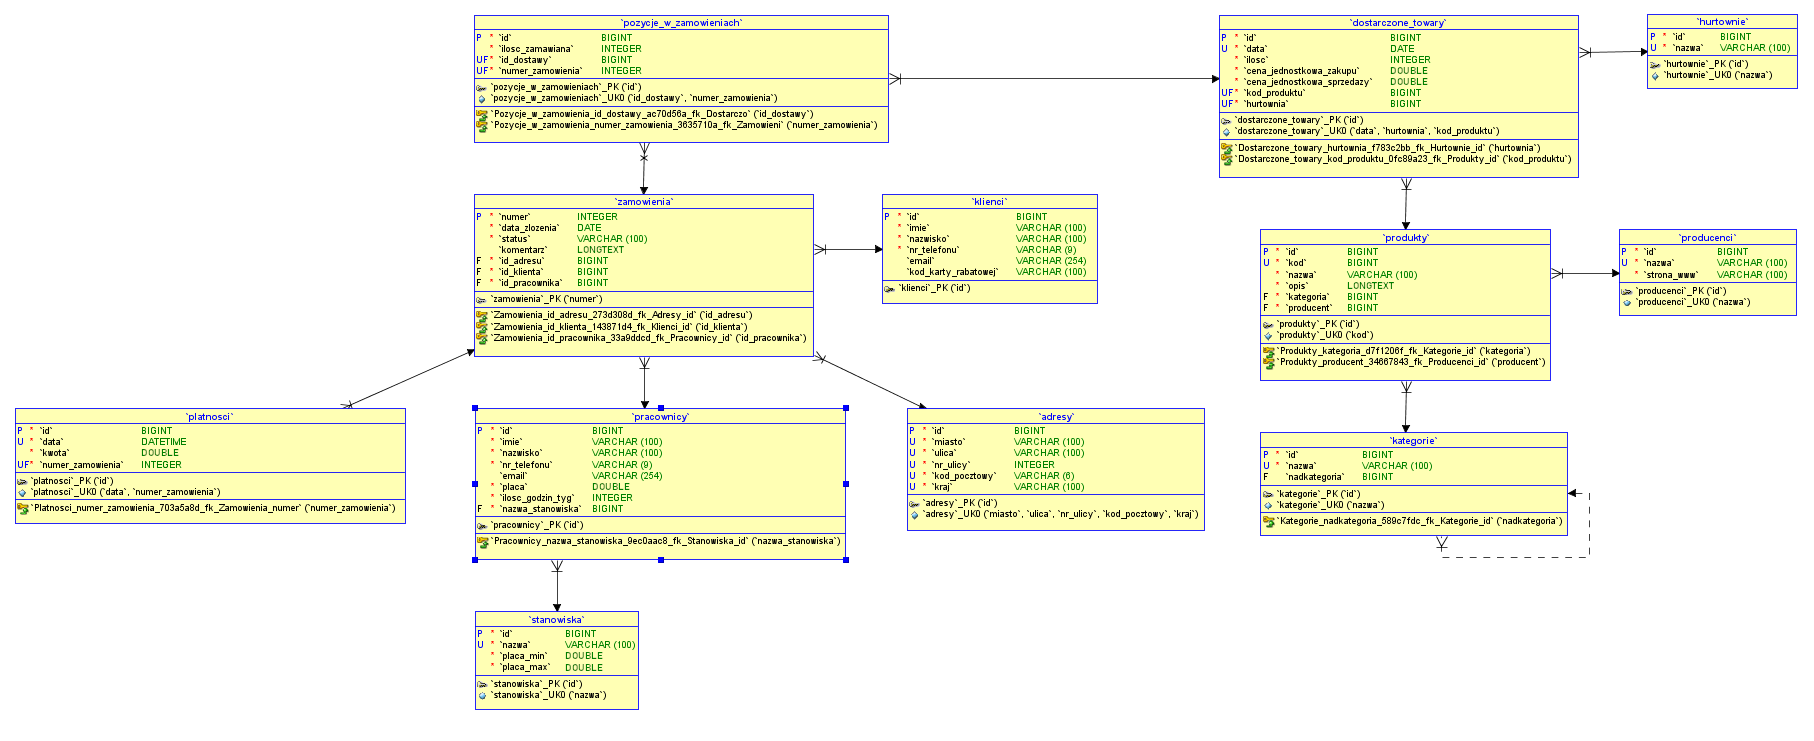 `pozycje_w_zamowieniach`
P * `id` BIGINT
* `ilosc_zamawiana` INTEGER
UF * `id_dostawy` BIGINT
UF * `numer_zamowienia` INTEGER
`pozycje_w_zamowieniach`_PK (`id`)
`pozycje_w_zamowieniach`_UK0 (`id_dostawy`, `numer_zamowienia`)
`Pozycje_w_zamowienia_id_dostawy_ac70d56a_fk_Dostarczo` (`id_dostawy`)
`Pozycje_w_zamowienia_numer_zamowienia_3635710a_fk_Zamowieni` (`numer_zamowienia`)
`dostarczone_towary`
P * `id` BIGINT
U * `data` DATE
* `ilosc` INTEGER
* `cena_jednostkowa_zakupu` DOUBLE
* `cena_jednostkowa_sprzedazy` DOUBLE
UF * `kod_produktu` BIGINT
UF * `hurtownia` BIGINT
`dostarczone_towary`_PK (`id`)
`dostarczone_towary`_UK0 (`data`, `hurtownia`, `kod_produktu`)
`Dostarczone_towary_hurtownia_f783c2bb_fk_Hurtownie_id` (`hurtownia`)
`Dostarczone_towary_kod_produktu_0fc89a23_fk_Produkty_id` (`kod_produktu`)
`hurtownie`
P * `id` BIGINT
U * `nazwa` VARCHAR (100)
`hurtownie`_PK (`id`)
`hurtownie`_UK0 (`nazwa`)
`zamowienia`
P * `numer` INTEGER
* `data_zlozenia` DATE
* `status` VARCHAR (100)
`komentarz` LONGTEXT
F * `id_adresu` BIGINT
F * `id_klienta` BIGINT
F * `id_pracownika` BIGINT
`zamowienia`_PK (`numer`)
`Zamowienia_id_adresu_273d308d_fk_Adresy_id` (`id_adresu`)
`Zamowienia_id_klienta_143871d4_fk_Klienci_id` (`id_klienta`)
`Zamowienia_id_pracownika_33a9ddcd_fk_Pracownicy_id` (`id_pracownika`)
`klienci`
P * `id` BIGINT
* `imie` VARCHAR (100)
* `nazwisko` VARCHAR (100)
* `nr_telefonu` VARCHAR (9)
`email` VARCHAR (254)
`kod_karty_rabatowej` VARCHAR (100)
`klienci`_PK (`id`)
`produkty`
P * `id` BIGINT
U * `kod` BIGINT
* `nazwa` VARCHAR (100)
* `opis` LONGTEXT
F * `kategoria` BIGINT
F * `producent` BIGINT
`produkty`_PK (`id`)
`produkty`_UK0 (`kod`)
`Produkty_kategoria_d7f1206f_fk_Kategorie_id` (`kategoria`)
`Produkty_producent_34667843_fk_Producenci_id` (`producent`)
`producenci`
P * `id` BIGINT
U * `nazwa` VARCHAR (100)
* `strona_www` VARCHAR (100)
`producenci`_PK (`id`)
`producenci`_UK0 (`nazwa`)
`platnosci`
P * `id` BIGINT
U * `data` DATETIME
* `kwota` DOUBLE
UF * `numer_zamowienia` INTEGER
`platnosci`_PK (`id`)
`platnosci`_UK0 (`data`, `numer_zamowienia`)
`Platnosci_numer_zamowienia_703a5a8d_fk_Zamowienia_numer` (`numer_zamowienia`)
`pracownicy`
P * `id` BIGINT
* `imie` VARCHAR (100)
* `nazwisko` VARCHAR (100)
* `nr_telefonu` VARCHAR (9)
`email` VARCHAR (254)
* `placa` DOUBLE
* `ilosc_godzin_tyg` INTEGER
F * `nazwa_stanowiska` BIGINT
`pracownicy`_PK (`id`)
`Pracownicy_nazwa_stanowiska_9ec0aac8_fk_Stanowiska_id` (`nazwa_stanowiska`)
`adresy`
P * `id` BIGINT
U * `miasto` VARCHAR (100)
U * `ulica` VARCHAR (100)
U * `nr_ulicy` INTEGER
U * `kod_pocztowy` VARCHAR (6)
U * `kraj` VARCHAR (100)
`adresy`_PK (`id`)
`adresy`_UK0 (`miasto`, `ulica`, `nr_ulicy`, `kod_pocztowy`, `kraj`)
`kategorie`
P * `id` BIGINT
U * `nazwa` VARCHAR (100)
F `nadkategoria` BIGINT
`kategorie`_PK (`id`)
`kategorie`_UK0 (`nazwa`)
`Kategorie_nadkategoria_589c7fdc_fk_Kategorie_id` (`nadkategoria`)
`stanowiska`
P * `id` BIGINT
U * `nazwa` VARCHAR (100)
* `placa_min` DOUBLE
* `placa_max` DOUBLE
`stanowiska`_PK (`id`)
`stanowiska`_UK0 (`nazwa`)